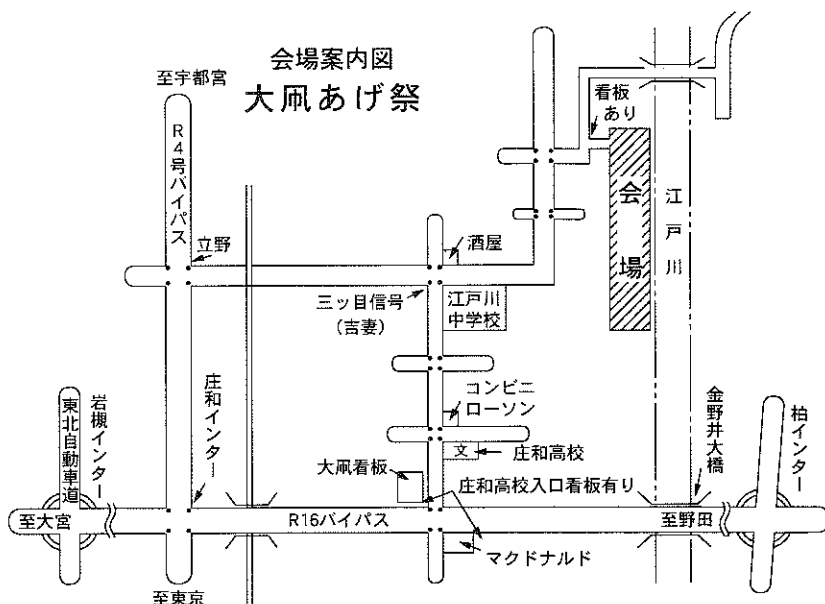 会場案内図
大凧あげ祭
至宇都宮
R4号バイパス
看板
あり
会場
江戸川
立野
酒屋
三ッ目信号
(吉妻)
江戸川
中学校
コンビニ
ローソン
文
庄和高校
大凧看板
庄和高校入口看板有り
庄和インター
岩槻インター
東北自動車道
金野井大橋
柏インター
至大宮
R16バイパス
至野田
マクドナルド
至東京